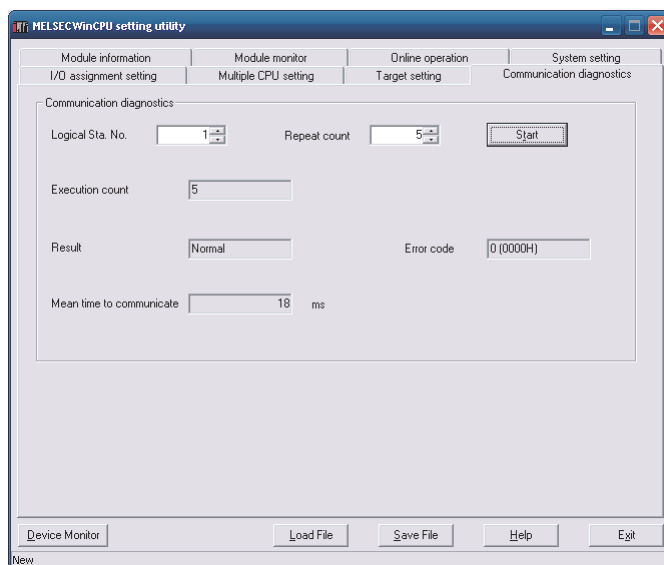 MELSECWinCPU setting utility
Module information Module monitor Online operation System setting
I/O assignment setting Multiple CPU setting Target setting Communication diagnostics
Communication diagnostics
Logical Sta. No. 1 Repeat count 5 Start
Execution count 5
Result Normal Error code 0 (0000H)
Mean time to communicate 18 ms
Device Monitor Load File Save File Help Exit
New